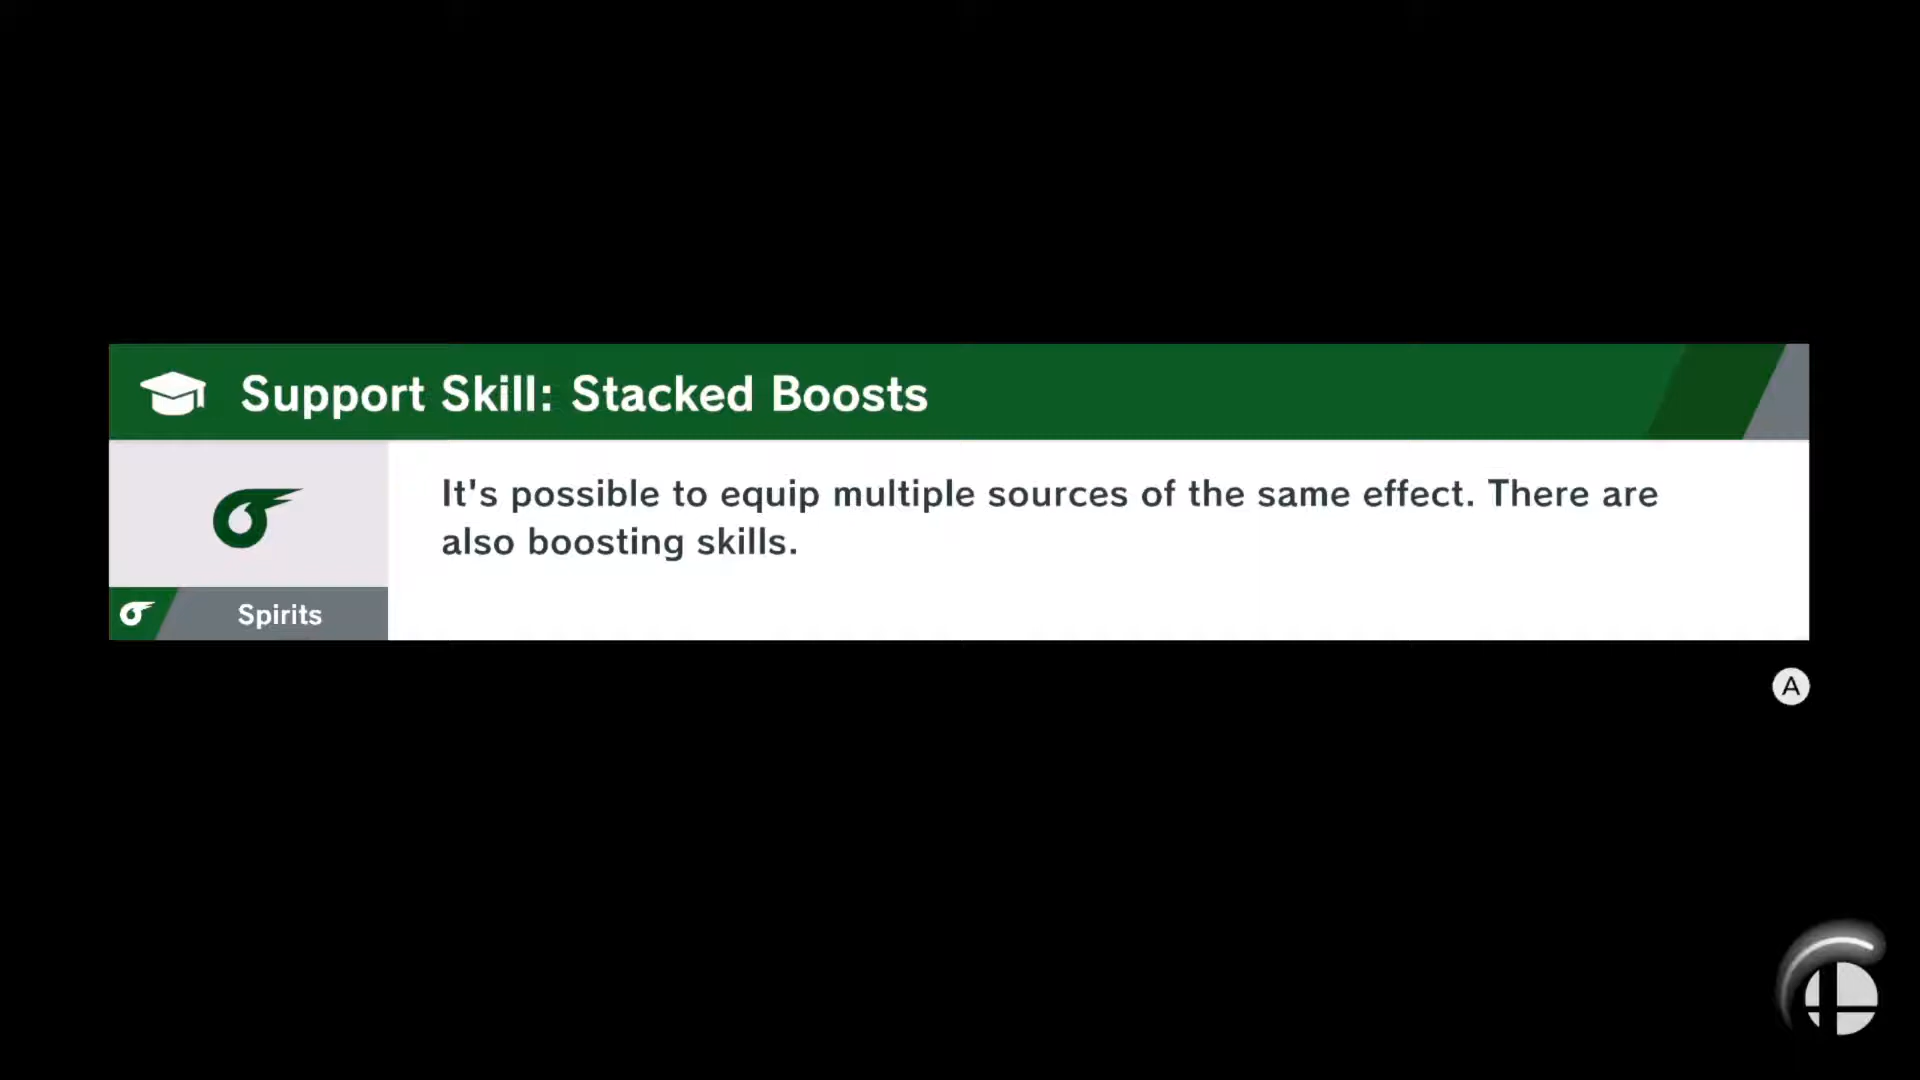 Support Skill: Stacked Boosts
It's possible to equip multiple sources of the same effect. There are
also boosting skills.
Spirits
A